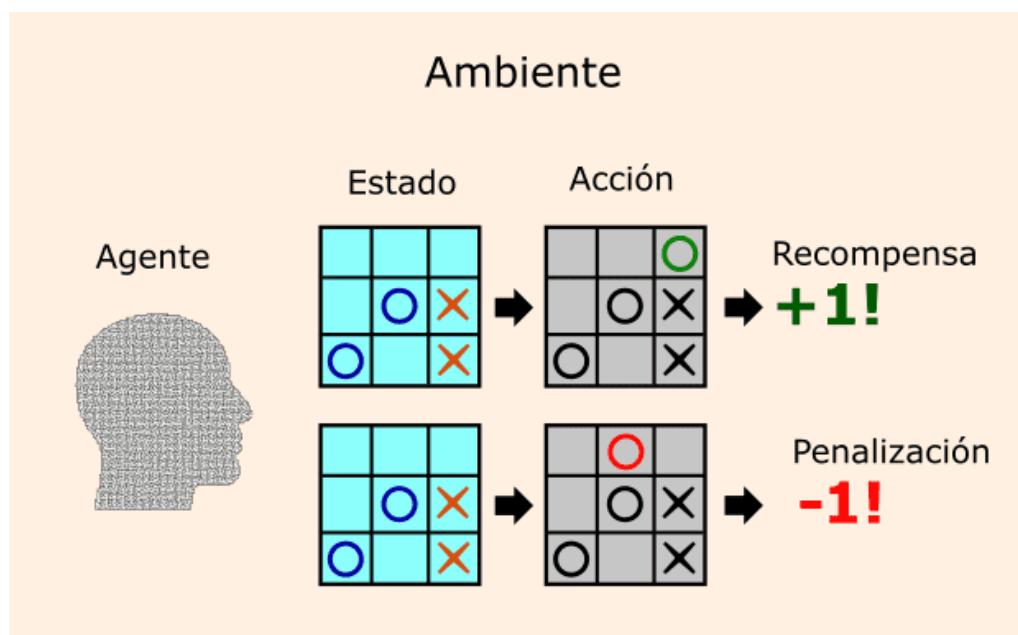 Ambiente
Estado
Acción
Agente
Recompensa
+1!
Penalización
-1!